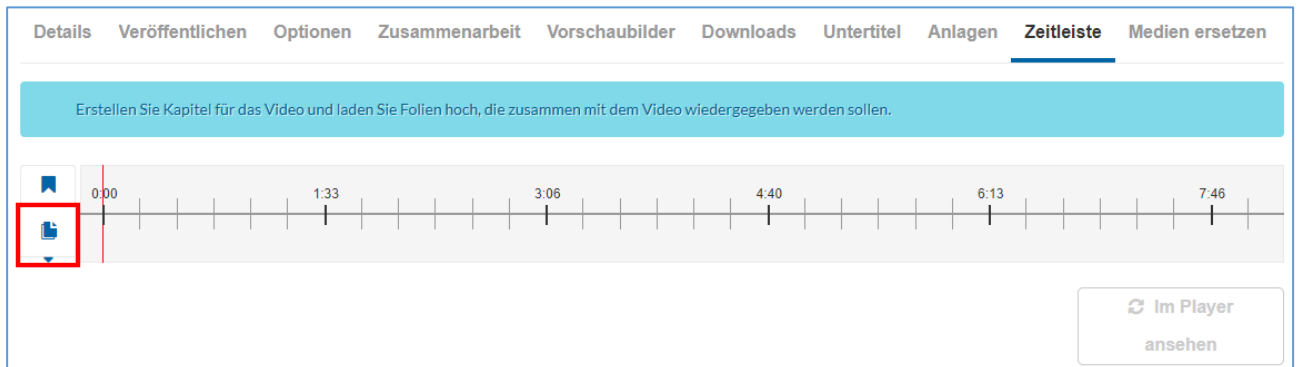 Details Veröffentlichen Optionen Zusammenarbeit Vorschaubilder Downloads Untertitel Anlagen Zeitleiste Medien ersetzen
Erstellen Sie Kapitel für das Video und laden Sie Folien hoch, die zusammen mit dem Video wiedergegeben werden sollen.
0:00 1:33 3:06 4:40 6:13 7:46
Im Player
ansehen